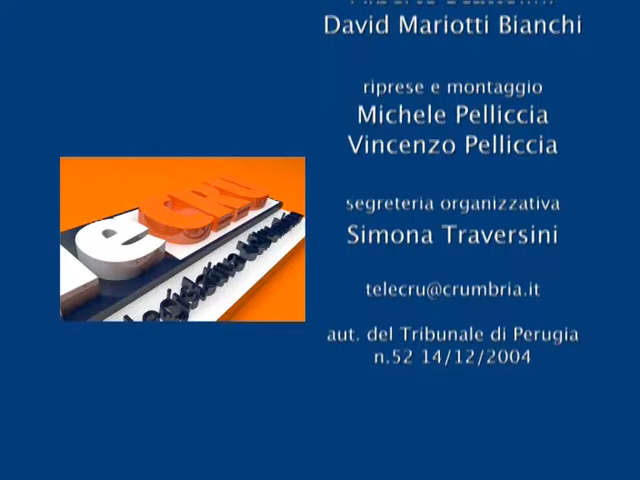 David Mariotti Bianchi
riprese e montaggio
Michele Pelliccia
Vincenzo Pelliccia
segreteria organizzativa
Simona Traversini
telecru@crumbria.it
aut. del Tribunale di Perugia
n.52 14/12/2004
eCRU